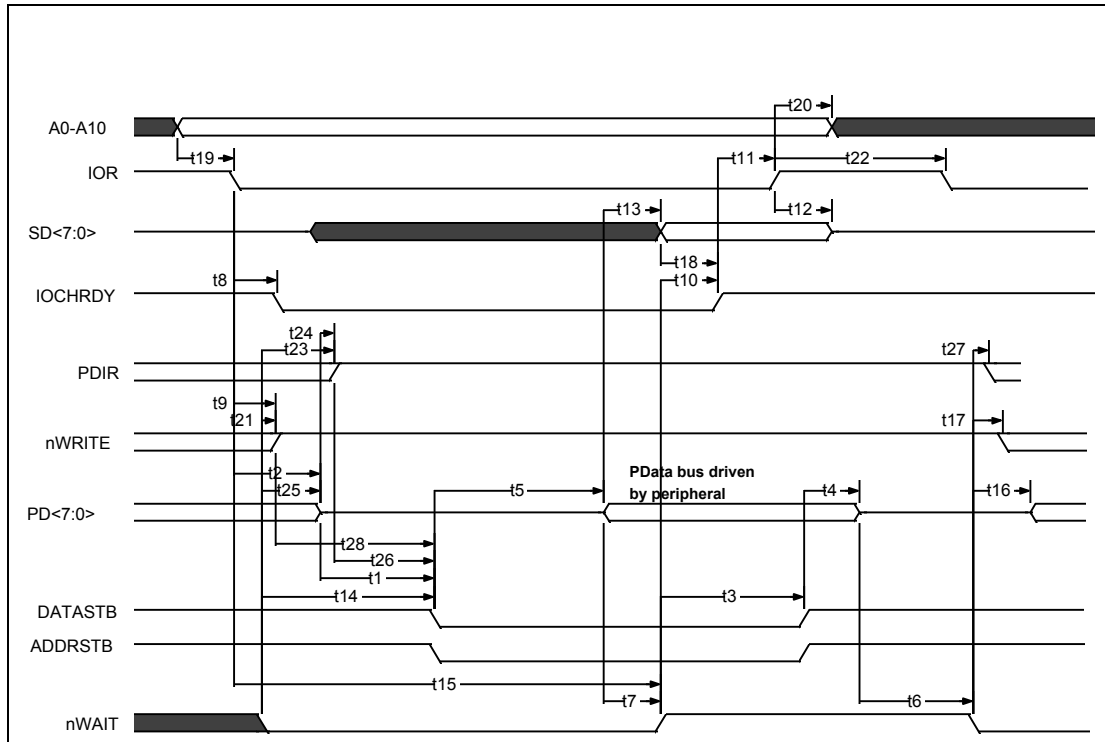 t20
A0-A10
t19
t11
t22
IOR
t13
t12
SD<7:0>
t18
t8
t10
IOCHRDY
t24
t23
t27
PDIR
t9
t21
t17
nWRITE
t2
PData bus driven
t25
t5
by peripheral
t4
t16
PD<7:0>
t28
t26
t1
t14
t3
DATASTB
ADDRSTB
t15
t7
t6
nWAIT